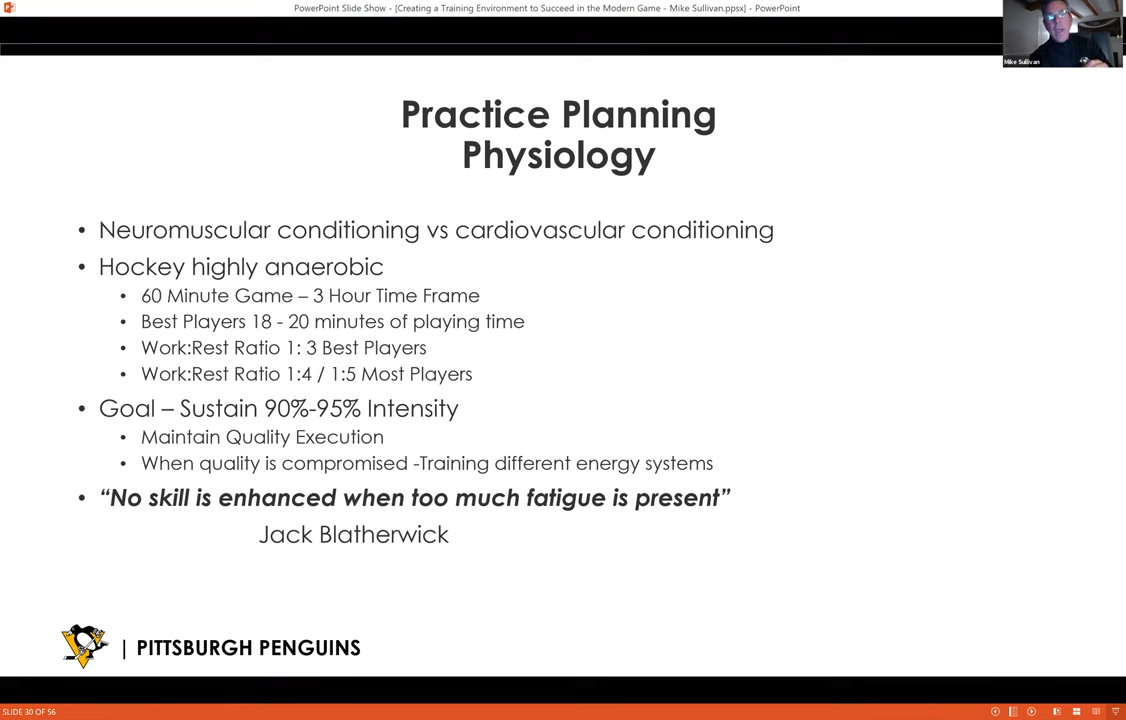 PowerPoint Slide Show - [Creating a Training Environment to Succeed in the Modern Game - Mike Sullivan.ppsx] - PowerPoint
Mike Sullivan
Practice Planning
Physiology
• Neuromuscular conditioning vs cardiovascular conditioning
• Hockey highly anaerobic
• 60 Minute Game – 3 Hour Time Frame
• Best Players 18 - 20 minutes of playing time
• Work:Rest Ratio 1: 3 Best Players
• Work:Rest Ratio 1:4 / 1:5 Most Players
• Goal – Sustain 90%-95% Intensity
• Maintain Quality Execution
• When quality is compromised -Training different energy systems
• “No skill is enhanced when too much fatigue is present”
Jack Blatherwick
| PITTSBURGH PENGUINS
SLIDE 30 OF 56